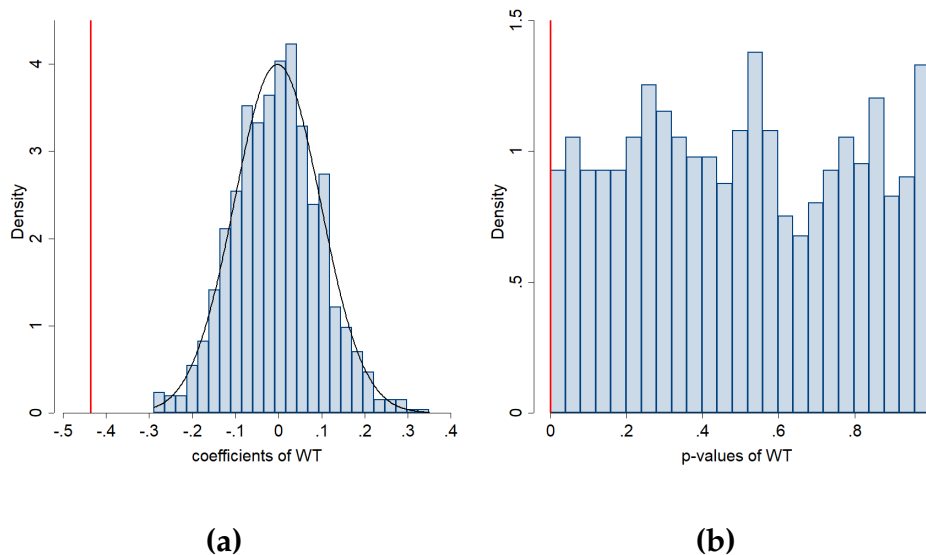 4
3
2
1
0
Density
-.5 -.4 -.3 -.2 -.1 0 .1 .2 .3 .4
coefficients of WT
(a)
1.5
1
.5
0
Density
0 .2 .4 .6 .8
p-values of WT
(b)